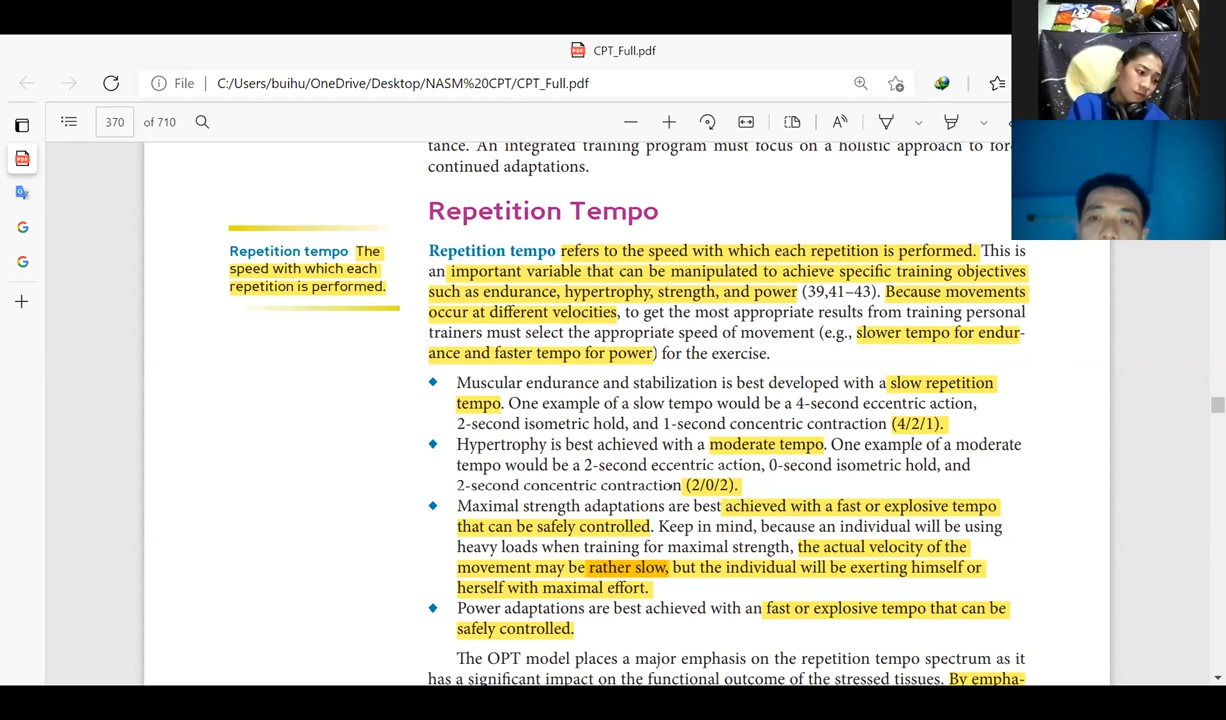 CPT_Full.pdf
File | C:/Users/buihu/OneDrive/Desktop/NASM%20CPT/CPT_Full.pdf
370 of 710
tance. An integrated training program must focus on a holistic approach to
continued adaptations.
Repetition Tempo
Repetition tempo The
speed with which each
repetition is performed.
Repetition tempo refers to the speed with which each repetition is performed. This is
an important variable that can be manipulated to achieve specific training objectives
such as endurance, hypertrophy, strength, and power (39,41–43). Because movements
occur at different velocities, to get the most appropriate results from training personal
trainers must select the appropriate speed of movement (e.g., slower tempo for endur-
ance and faster tempo for power) for the exercise.
◆ Muscular endurance and stabilization is best developed with a slow repetition
tempo. One example of a slow tempo would be a 4-second eccentric action,
2-second isometric hold, and 1-second concentric contraction (4/2/1).
◆ Hypertrophy is best achieved with a moderate tempo. One example of a moderate
tempo would be a 2-second eccentric action, 0-second isometric hold, and
2-second concentric contraction (2/0/2).
◆ Maximal strength adaptations are best achieved with a fast or explosive tempo
that can be safely controlled. Keep in mind, because an individual will be using
heavy loads when training for maximal strength, the actual velocity of the
movement may be rather slow, but the individual will be exerting himself or
herself with maximal effort.
◆ Power adaptations are best achieved with an fast or explosive tempo that can be
safely controlled.
The OPT model places a major emphasis on the repetition tempo spectrum as it
has a significant impact on the functional outcome of the stressed tissues. By empha-